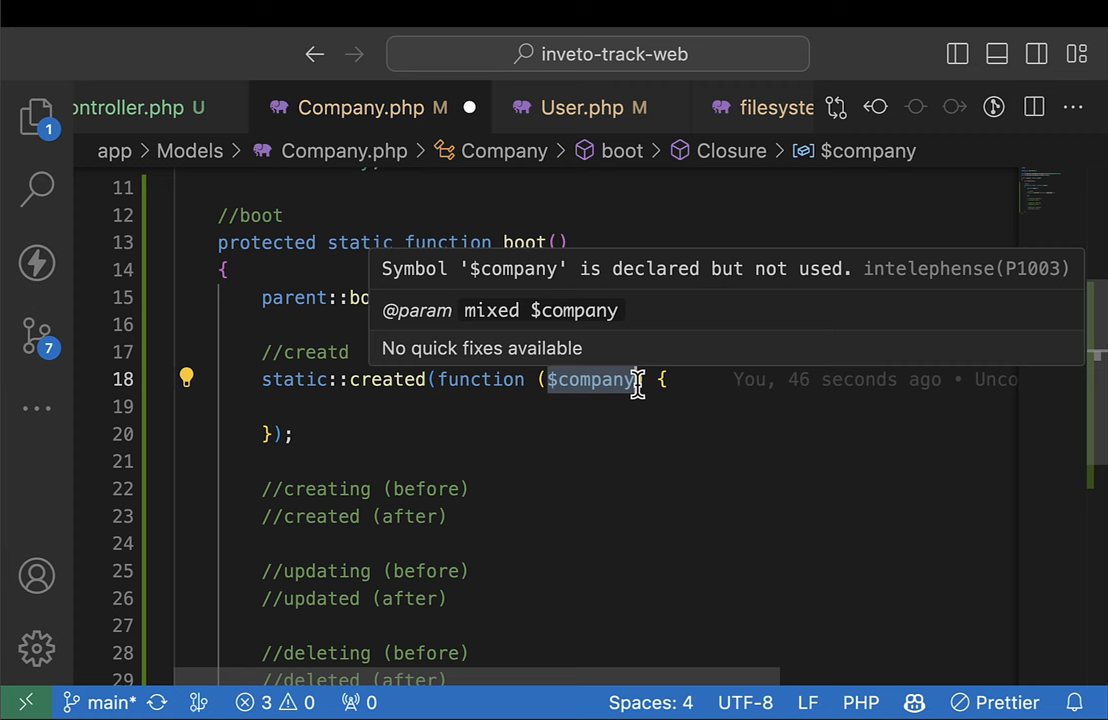 inveto-track-web
ontroller.php U
Company.php M
User.php M
filesyste
app > Models > Company.php > Company > boot > Closure > $company
11
12 //boot
13 protected static function boot()
14 {
15 parent::bo
16
17 //creatd
18 static::created(function ($company) { You, 46 seconds ago • Unco
19
20 });
21
22 //creating (before)
23 //created (after)
24
25 //updating (before)
26 //updated (after)
27
28 //deleting (before)
29 //deleted (after)
Symbol '$company' is declared but not used. intelephense(P1003)
@param mixed $company
No quick fixes available
1
7
main* 3 0 0 Spaces: 4 UTF-8 LF PHP Prettier